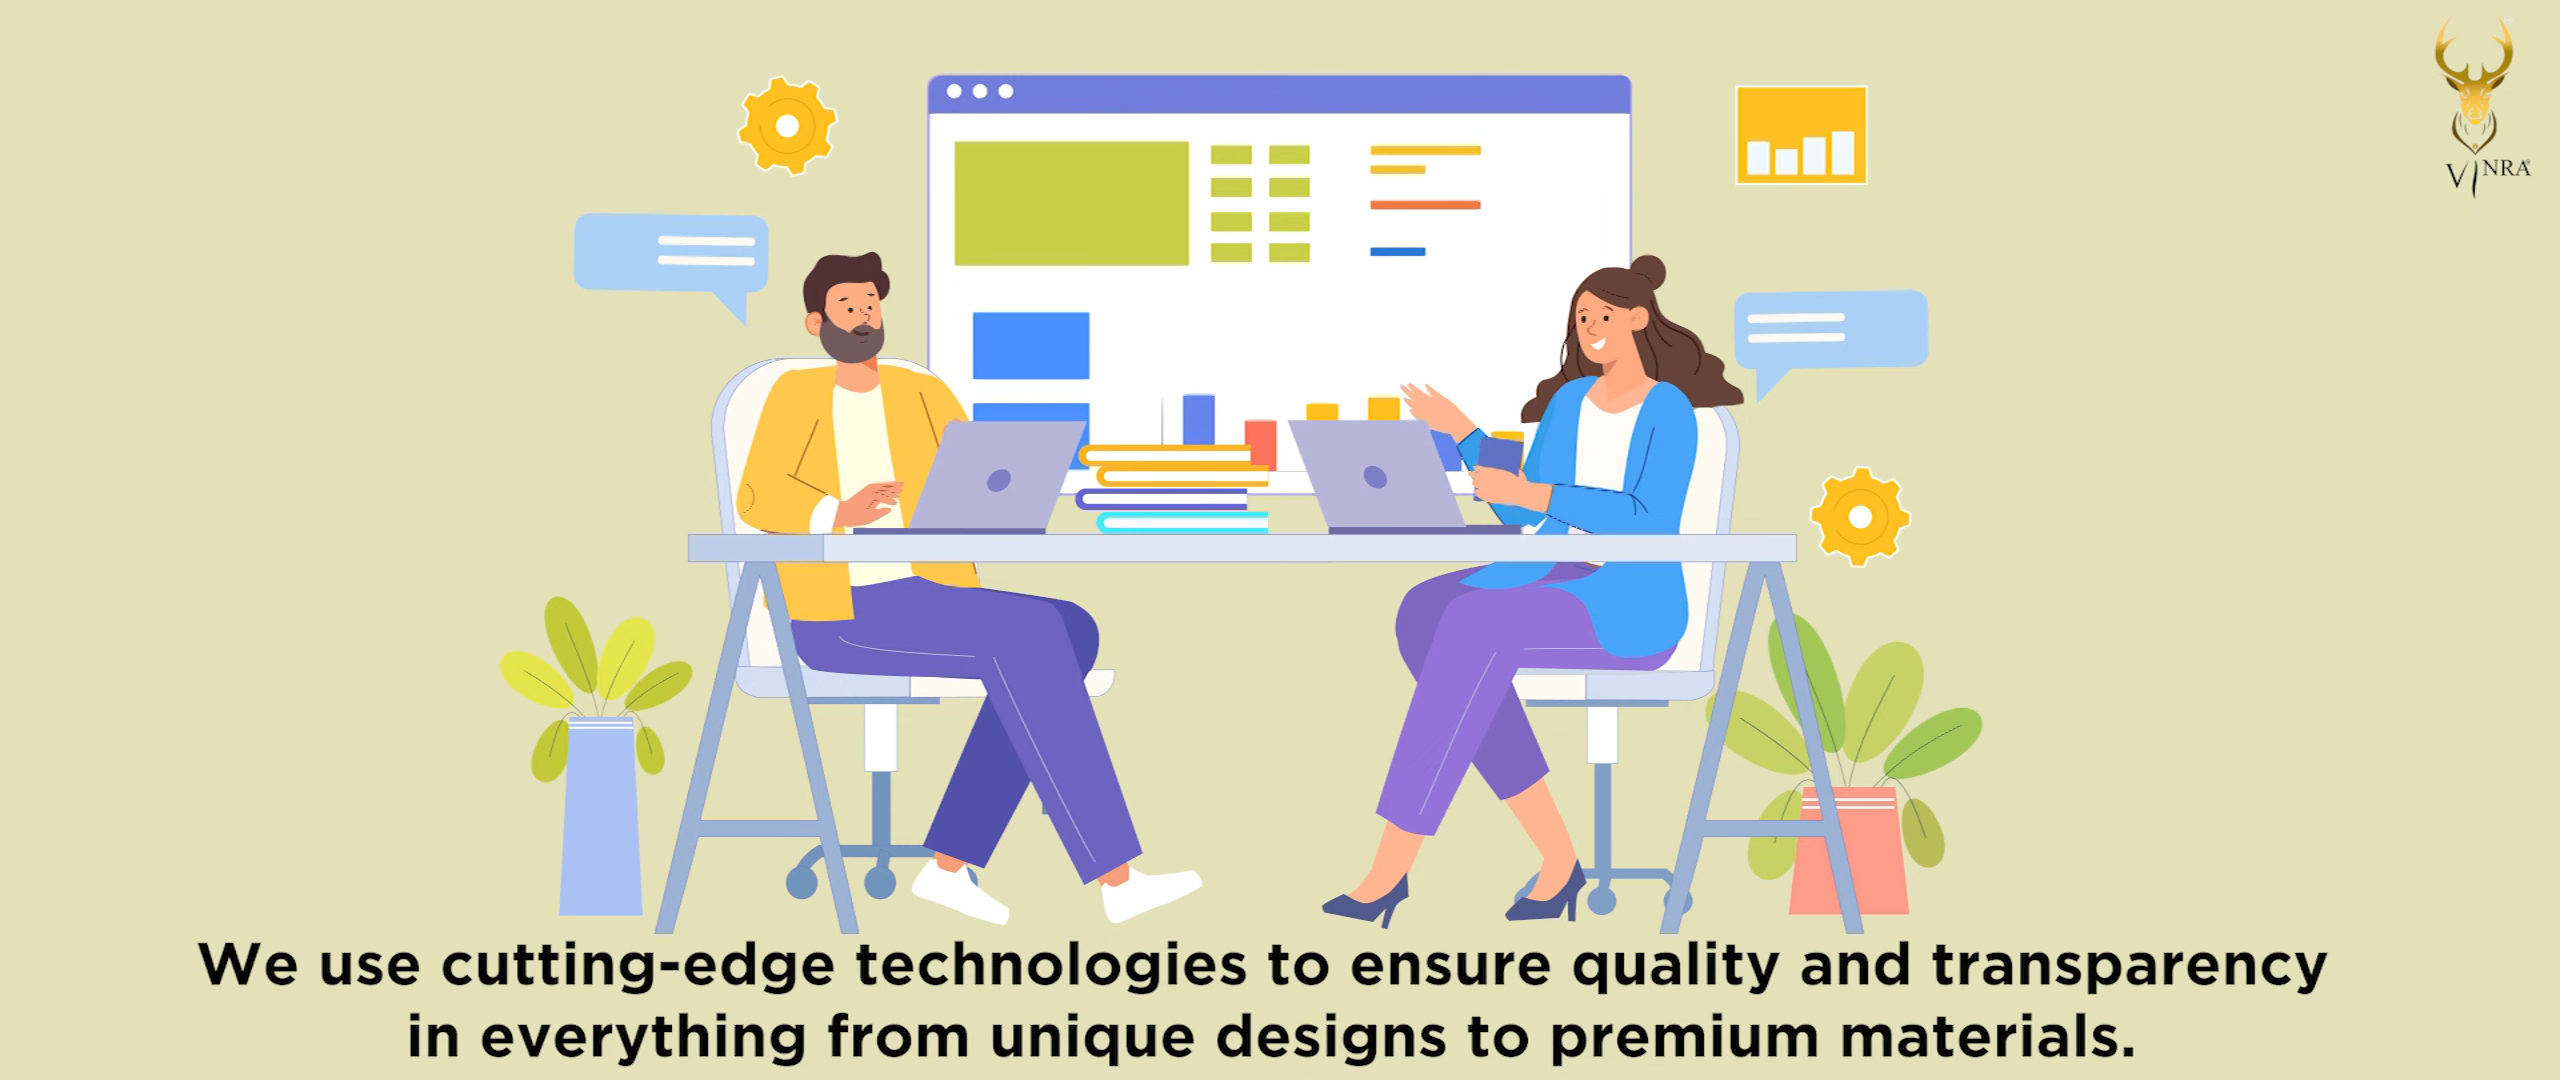 VINRA
We use cutting-edge technologies to ensure quality and transparency
in everything from unique designs to premium materials.